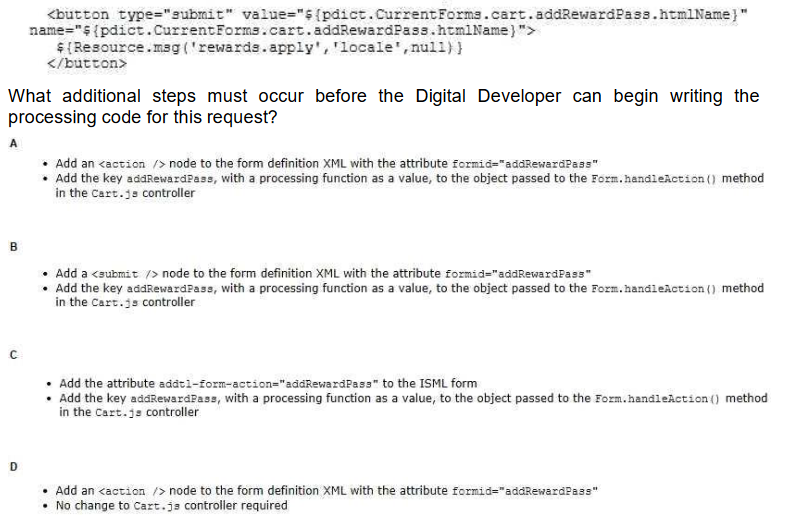 <button type="submit" value="${pdict.CurrentForms.cart.addRewardPass.htmlName}"
name="${pdict.CurrentForms.cart.addRewardPass.htmlName}">
${Resource.msg('rewards.apply','locale',null)}
</button>
What additional steps must occur before the Digital Developer can begin writing the
processing code for this request?
A
• Add an <action /> node to the form definition XML with the attribute formid="addRewardPass"
• Add the key addRewardPass, with a processing function as a value, to the object passed to the Form.handleAction() method
in the Cart.js controller
B
• Add a <submit /> node to the form definition XML with the attribute formid="addRewardPass"
• Add the key addRewardPass, with a processing function as a value, to the object passed to the Form.handleAction() method
in the Cart.js controller
C
• Add the attribute addtl-form-action="addRewardPass" to the ISML form
• Add the key addRewardPass, with a processing function as a value, to the object passed to the Form.handleAction() method
in the Cart.js controller
D
• Add an <action /> node to the form definition XML with the attribute formid="addRewardPass"
• No change to Cart.js controller required